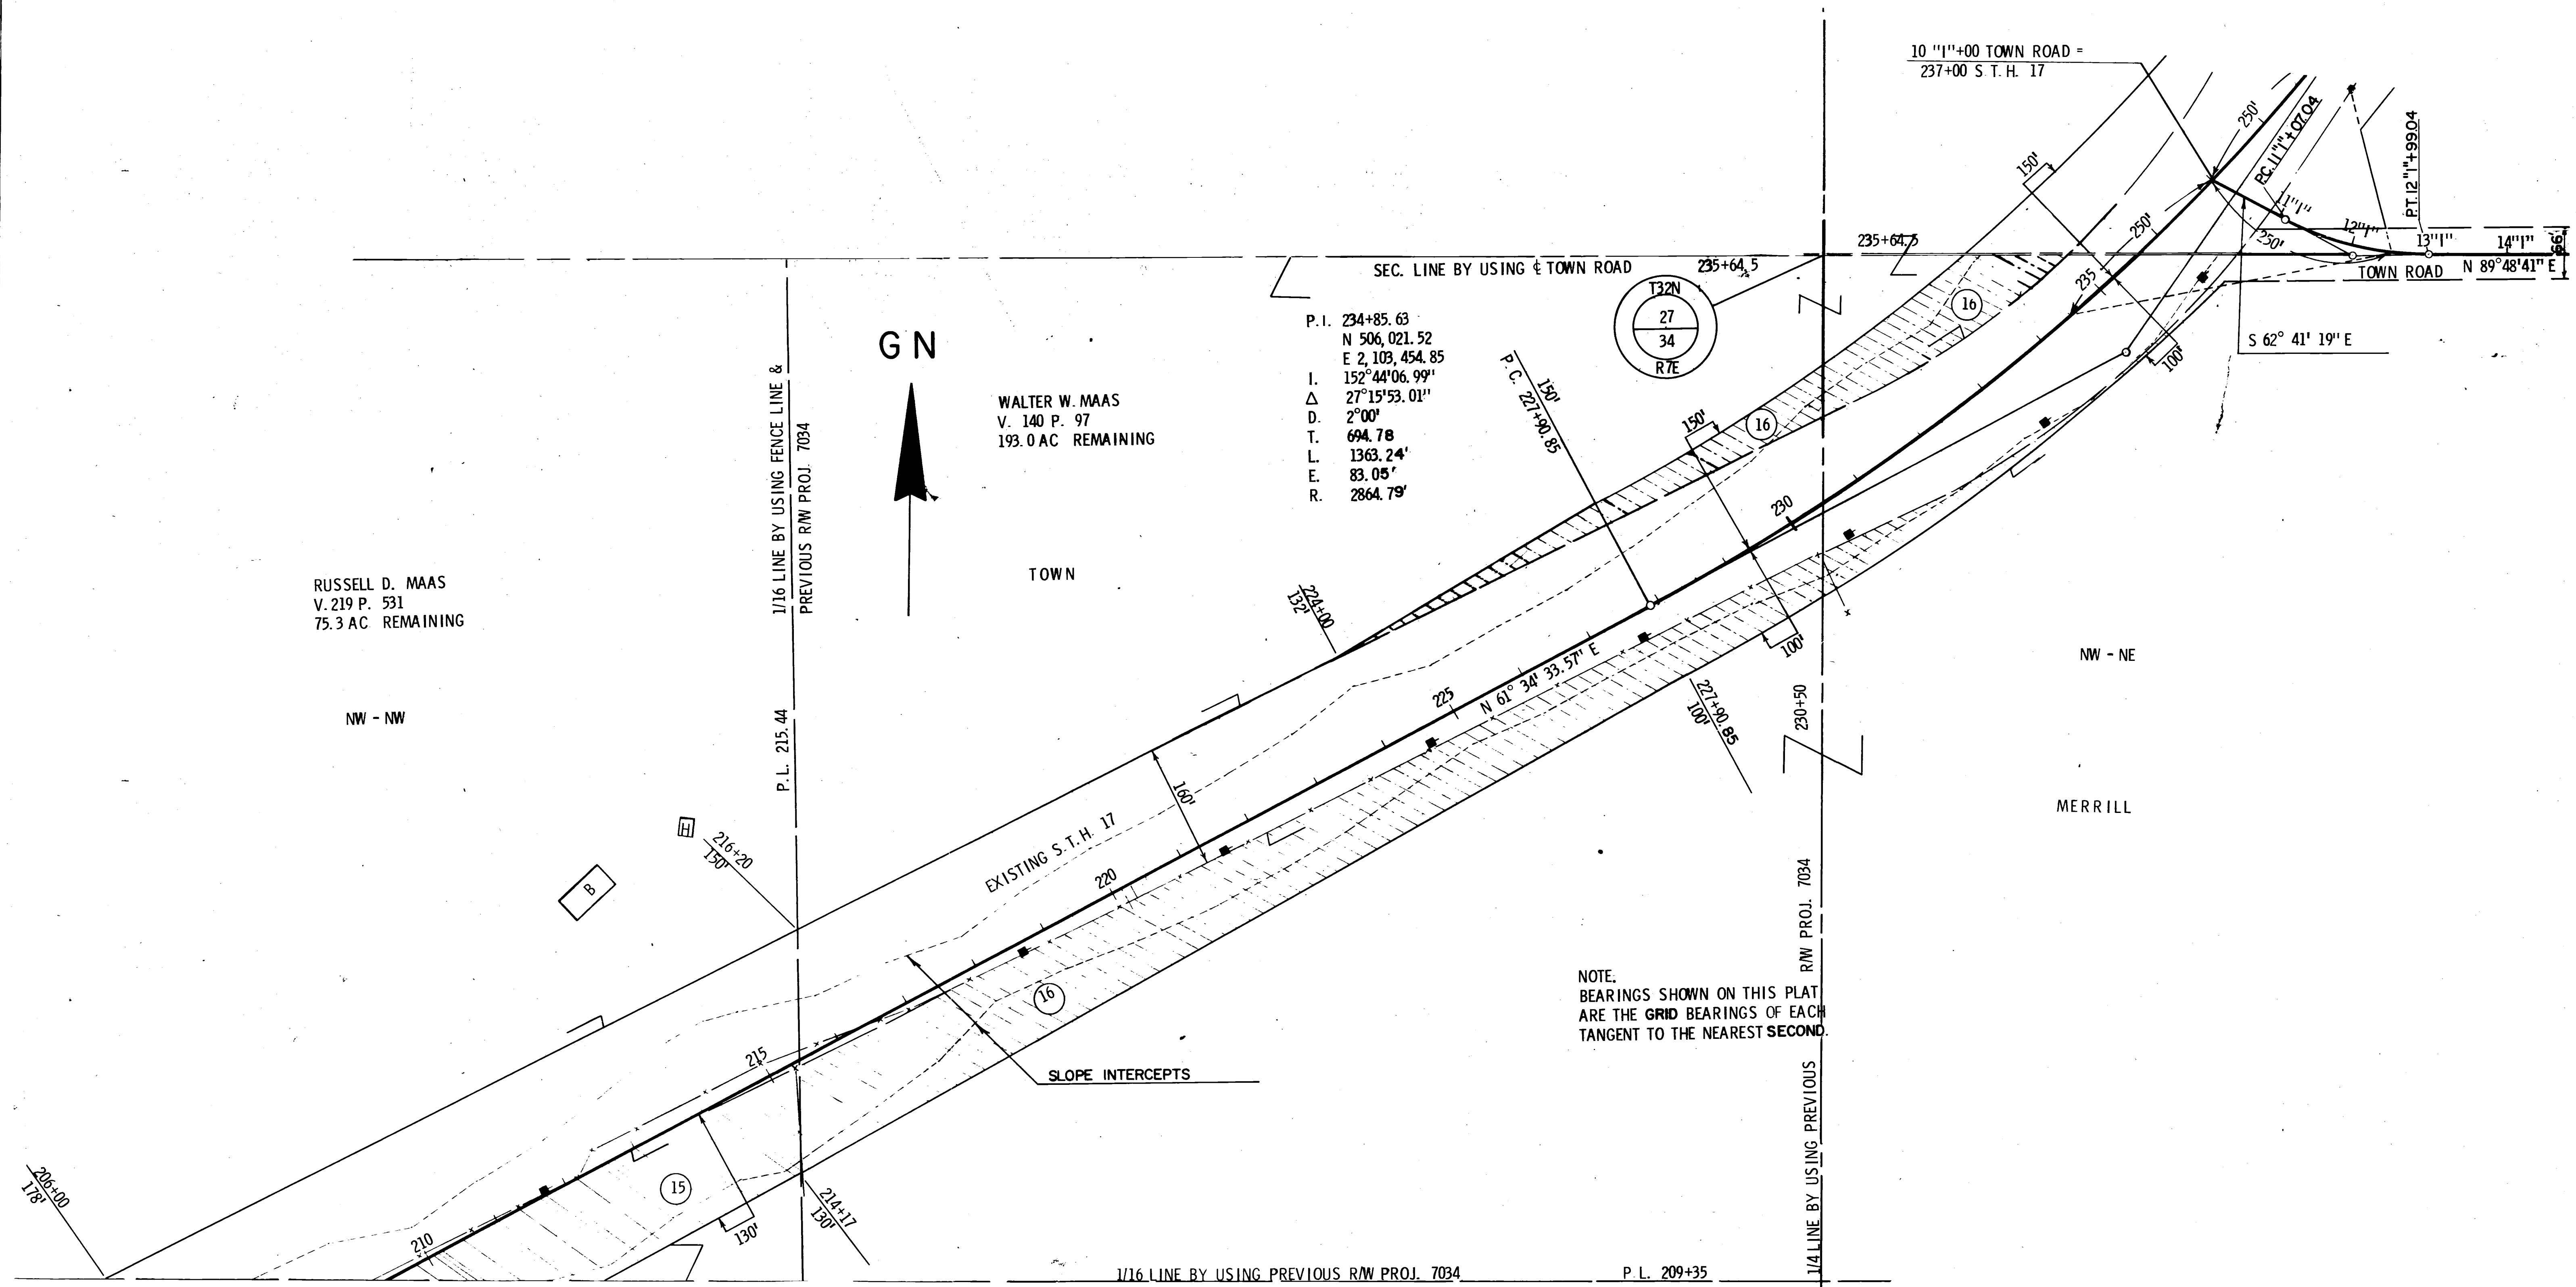 10 "1"+00 TOWN ROAD =
237+00 S.T.H. 17
250'
P.C. 11"1"+07.04
P.T. 12"1"+99.04
150'
250'
11"1"
12"1"
250'
13"1"
14"1"
66'
235+64.5
SEC. LINE BY USING ℄ TOWN ROAD
235+64.5
TOWN ROAD
N 89°48'41" E
235
T32N
27
34
R7E
16
S 62° 41' 19" E
100'
P.I. 234+85.63
N 506,021.52
E 2,103,454.85
I. 152°44'06.99"
Δ 27°15'53.01"
D. 2°00'
T. 694.78
L. 1363.24'
E. 83.05'
R. 2864.79'
GN
1/16 LINE BY USING FENCE LINE &
PREVIOUS R/W PROJ. 7034
WALTER W. MAAS
V. 140 P. 97
193.0 AC REMAINING
150'
P.C. 227+90.85
150'
16
230
TOWN
RUSSELL D. MAAS
V. 219 P. 531
75.3 AC REMAINING
224+00
132'
100'
NW - NE
N 61° 34' 33.57" E
225
227+90.85
100'
230+50
NW - NW
P.L. 215.44
160'
MERRILL
H
216+20
150'
B
EXISTING S.T.H. 17
220
R/W PROJ. 7034
16
NOTE.
BEARINGS SHOWN ON THIS PLAT
ARE THE GRID BEARINGS OF EACH
TANGENT TO THE NEAREST SECOND.
215
SLOPE INTERCEPTS
1/4 LINE BY USING PREVIOUS
206+00
178'
15
214+17
130'
130'
210
1/16 LINE BY USING PREVIOUS R/W PROJ. 7034
P.L. 209+35